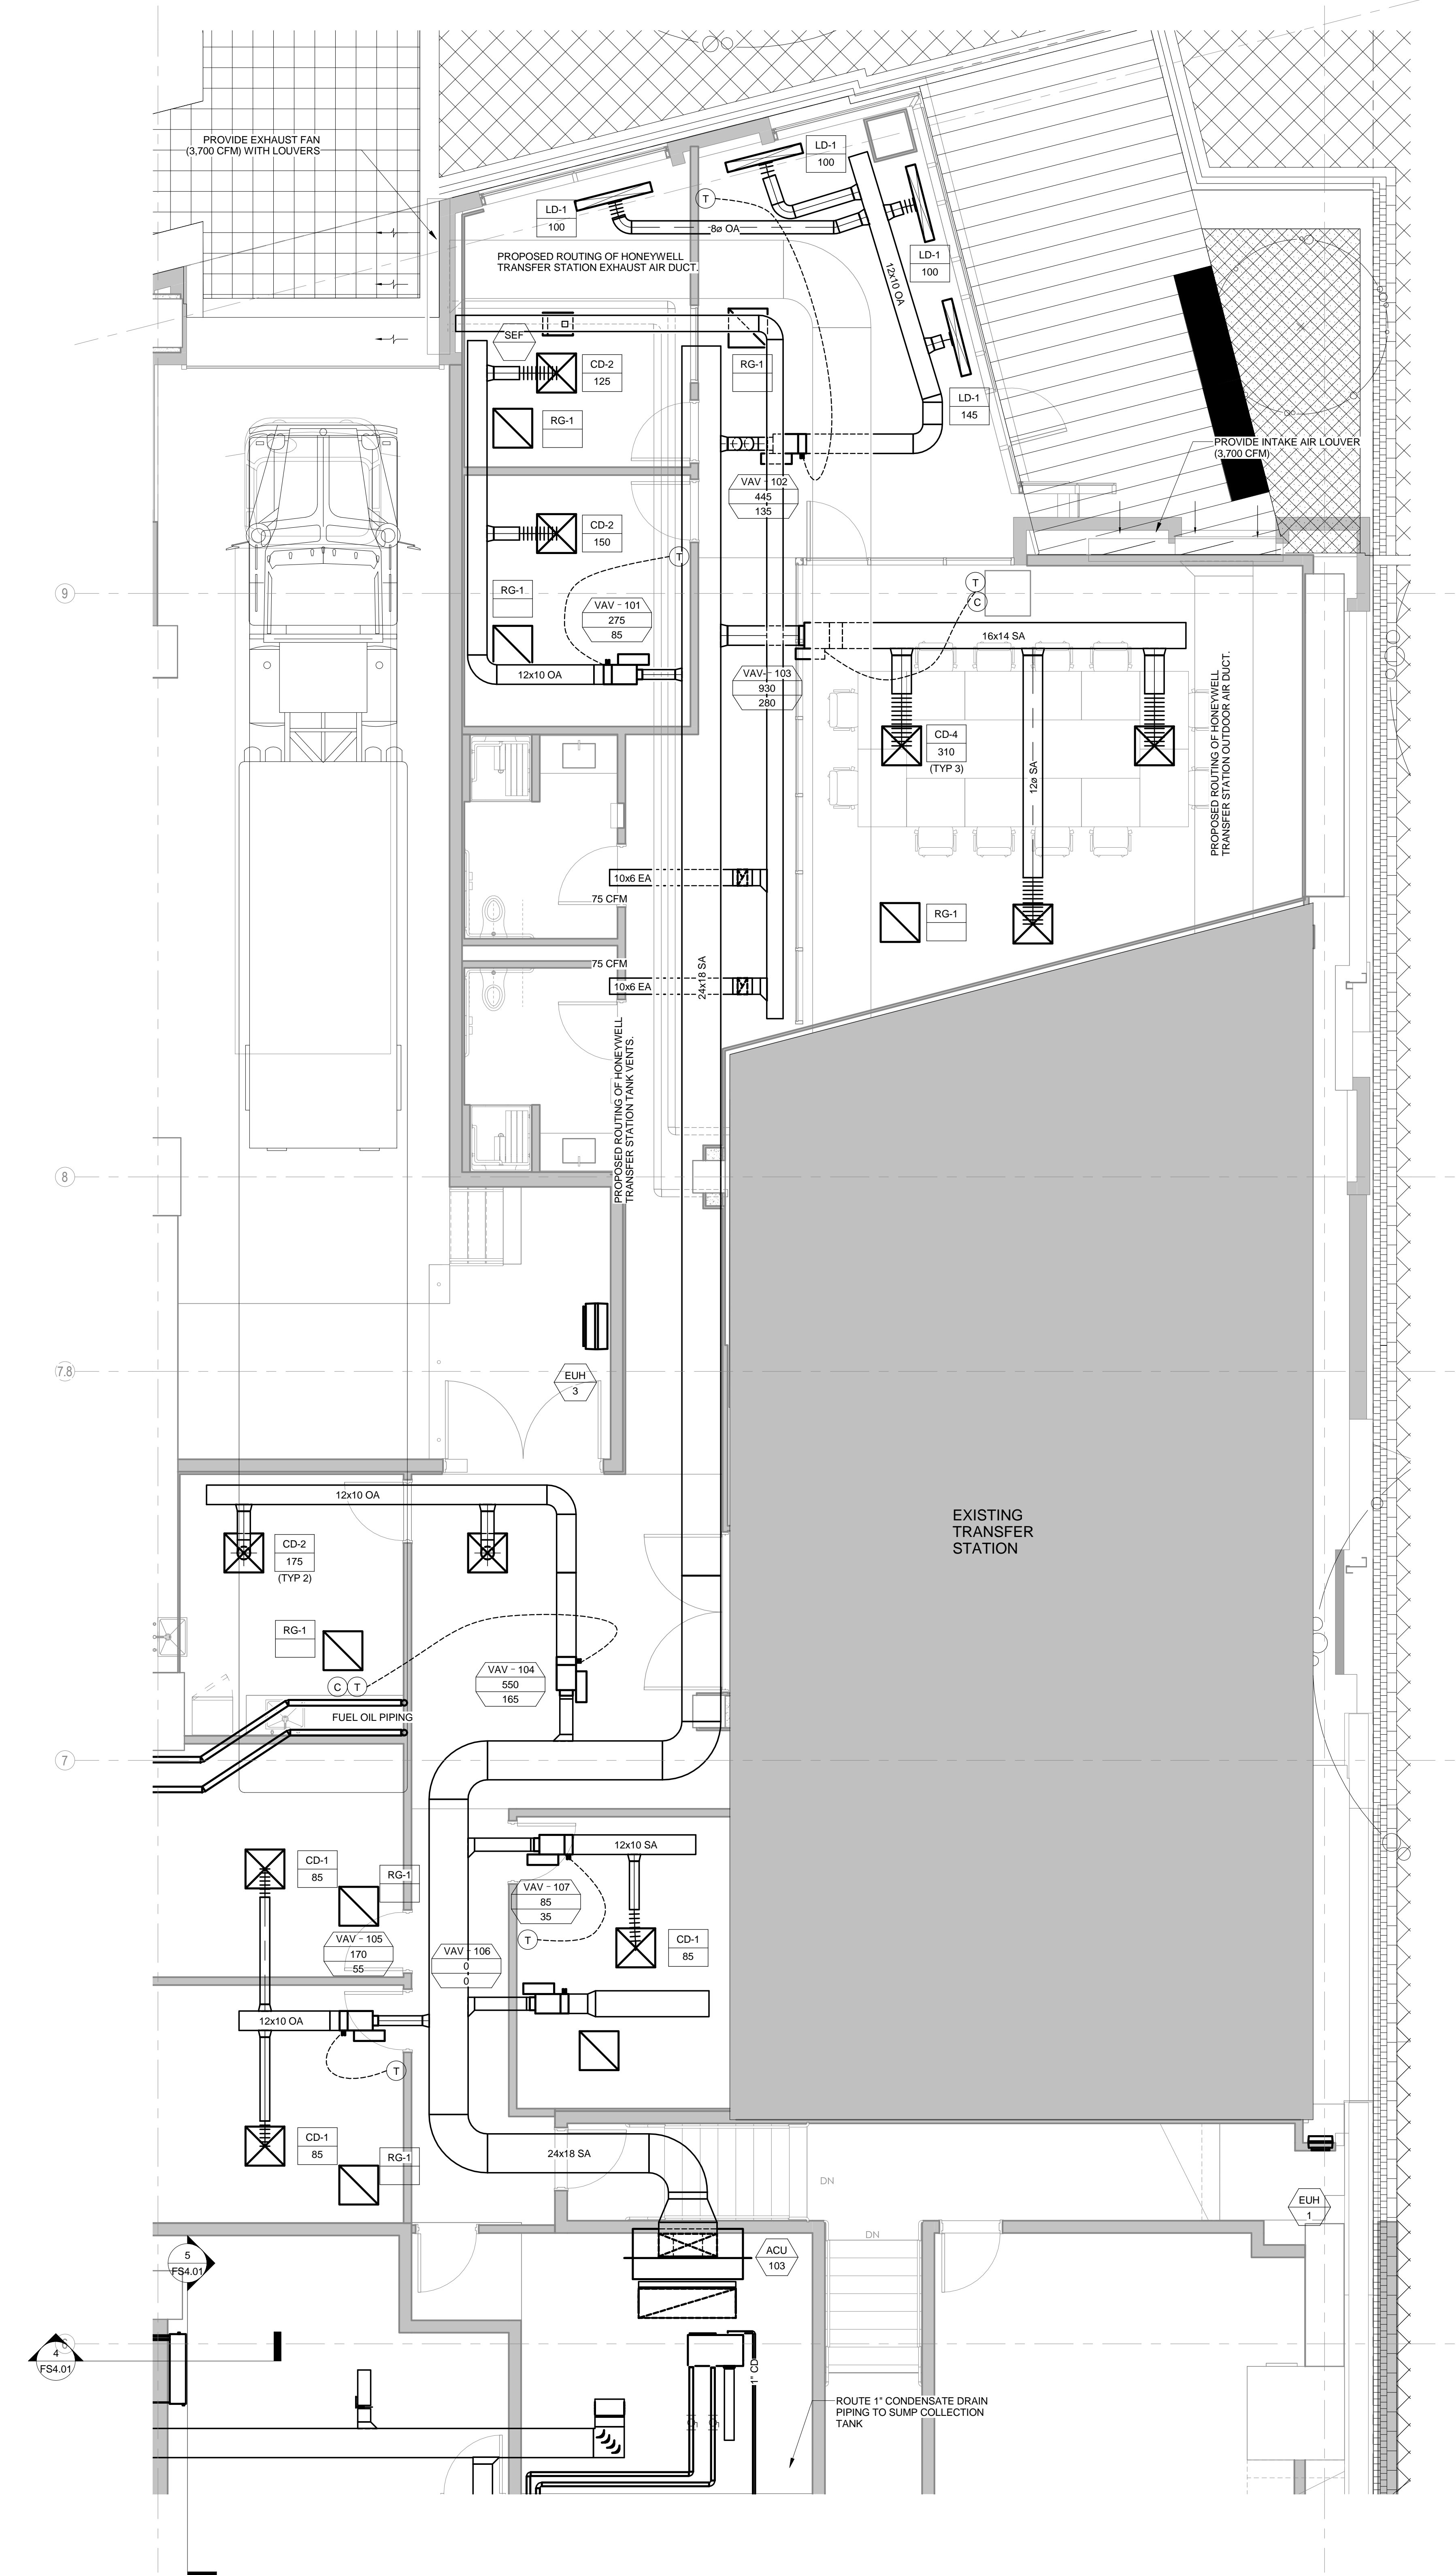 PROVIDE EXHAUST FAN
(3,700 CFM) WITH LOUVERS
LD-1
100
T
LD-1
100
8ø OA
PROPOSED ROUTING OF HONEYWELL
TRANSFER STATION EXHAUST AIR DUCT.
LD-1
100
12x10 OA
SEF
CD-2
125
RG-1
RG-1
LD-1
145
PROVIDE INTAKE AIR LOUVER
(3,700 CFM)
VAV - 102
445
135
CD-2
150
T
9
RG-1
VAV - 101
275
85
T
C
16x14 SA
12x10 OA
VAV - 103
930
280
CD-4
310
(TYP 3)
12ø SA
PROPOSED ROUTING OF HONEYWELL
TRANSFER STATION OUTDOOR AIR DUCT.
10x6 EA
75 CFM
RG-1
75 CFM
10x6 EA
24x18 SA
PROPOSED ROUTING OF HONEYWELL
TRANSFER STATION TANK VENTS.
8
7.8
EUH
3
12x10 OA
EXISTING
TRANSFER
STATION
CD-2
175
(TYP 2)
RG-1
C
T
VAV - 104
550
165
FUEL OIL PIPING
7
12x10 SA
CD-1
85
RG-1
VAV - 107
85
35
VAV - 105
170
55
VAV - 106
0
0
T
CD-1
85
12x10 OA
T
CD-1
85
RG-1
24x18 SA
DN
EUH
1
DN
ACU
103
5
FS4.01
6
4
FS4.01
1" CD
ROUTE 1" CONDENSATE DRAIN
PIPING TO SUMP COLLECTION
TANK